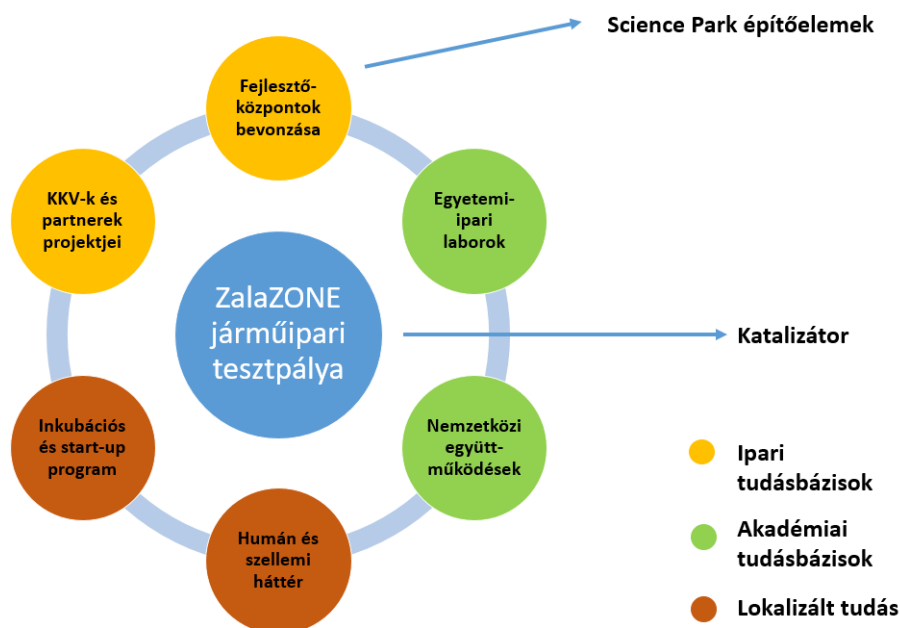 Science Park építőelemek
Fejlesztő-
központok
bevonzása
KKV-k és
partnerek
projektjei
Egyetemi-
ipari
laborok
ZalaZONE
járműipari
tesztpálya
Katalizátor
Inkubációs
és start-up
program
Nemzetközi
együtt-
működések
Humán és
szellemi
háttér
Ipari
tudásbázisok
Akadémiai
tudásbázisok
Lokalizált tudás